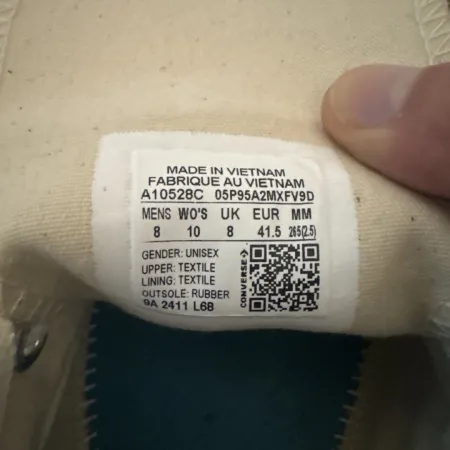 MADE IN VIETNAM
FABRIQUE AU VIETNAM
A10528C 05P95A2MXFV9D
MENS WO'S UK EUR MM
8 10 8 41.5 265(2.5)
GENDER: UNISEX
UPPER: TEXTILE
LINING: TEXTILE
OUTSOLE: RUBBER
9A 2411 L68
CONVERSE